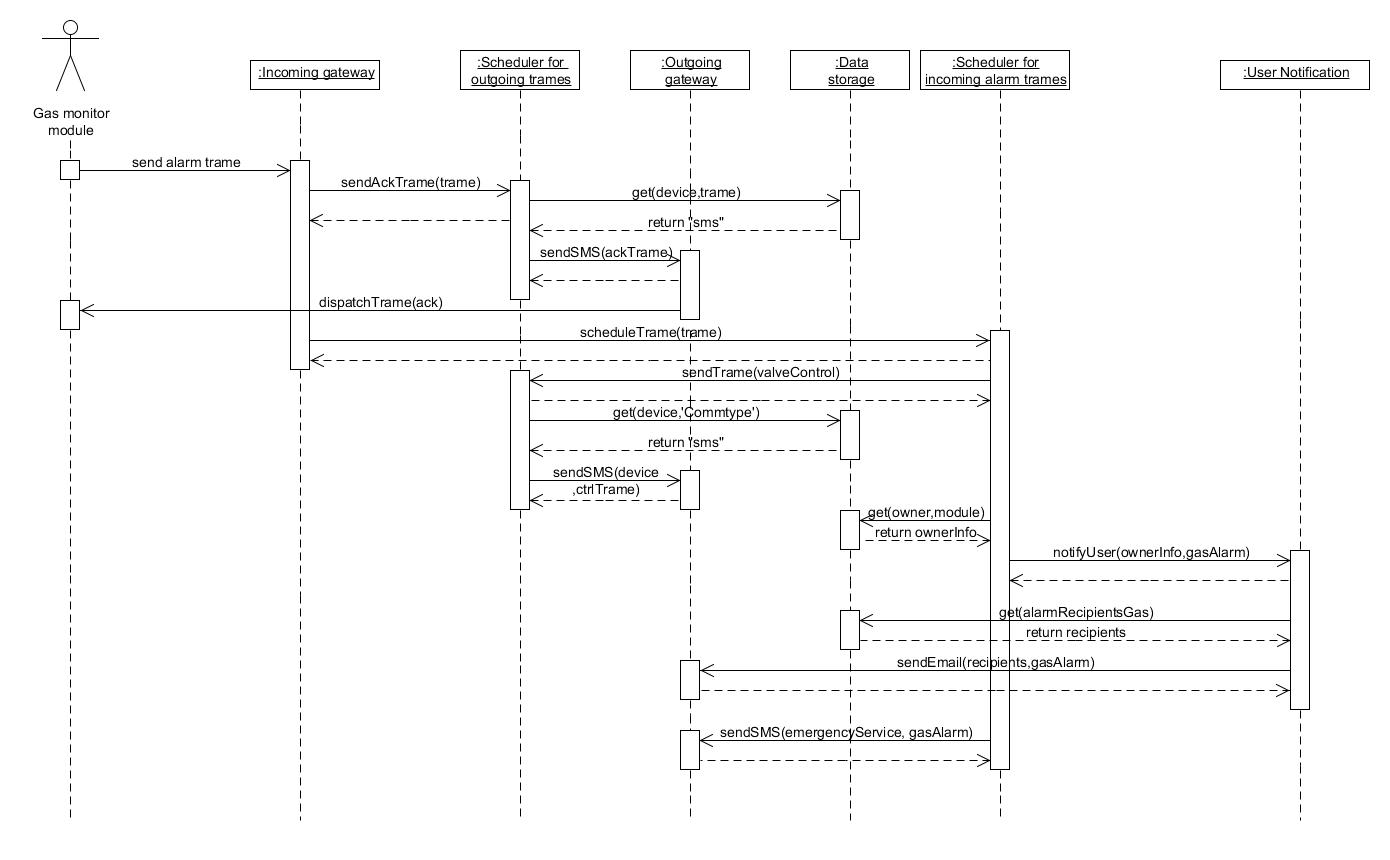 Gas monitor
module
:Incoming gateway
:Scheduler for
outgoing trames
:Outgoing
gateway
:Data
storage
:Scheduler for
incoming alarm trames
:User Notification
send alarm trame
sendAckTrame(trame)
get(device,trame)
return "sms"
sendSMS(ackTrame)
dispatchTrame(ack)
scheduleTrame(trame)
sendTrame(valveControl)
get(device,'Commtype')
return "sms"
sendSMS(device
,ctrlTrame)
get(owner,module)
return ownerInfo
notifyUser(ownerInfo,gasAlarm)
get(alarmRecipientsGas)
return recipients
sendEmail(recipients,gasAlarm)
sendSMS(emergencyService, gasAlarm)